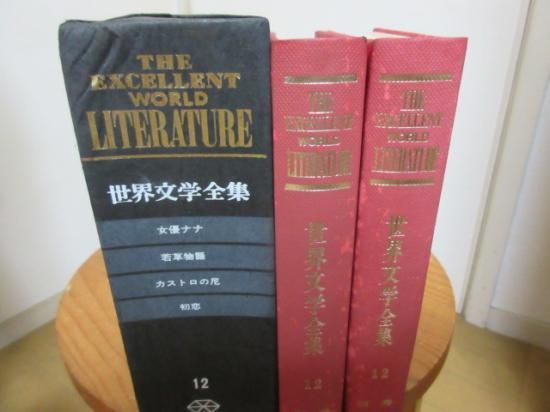 THE
EXCELLENT
WORLD
LITERATURE
世界文学全集
女優ナナ
若草物語
カストロの尼
初恋
12
THE
EXCELLENT
WORLD
LITERATURE
世界文学全集
12
THE
EXCELLENT
WORLD
LITERATURE
世界文学全集
12